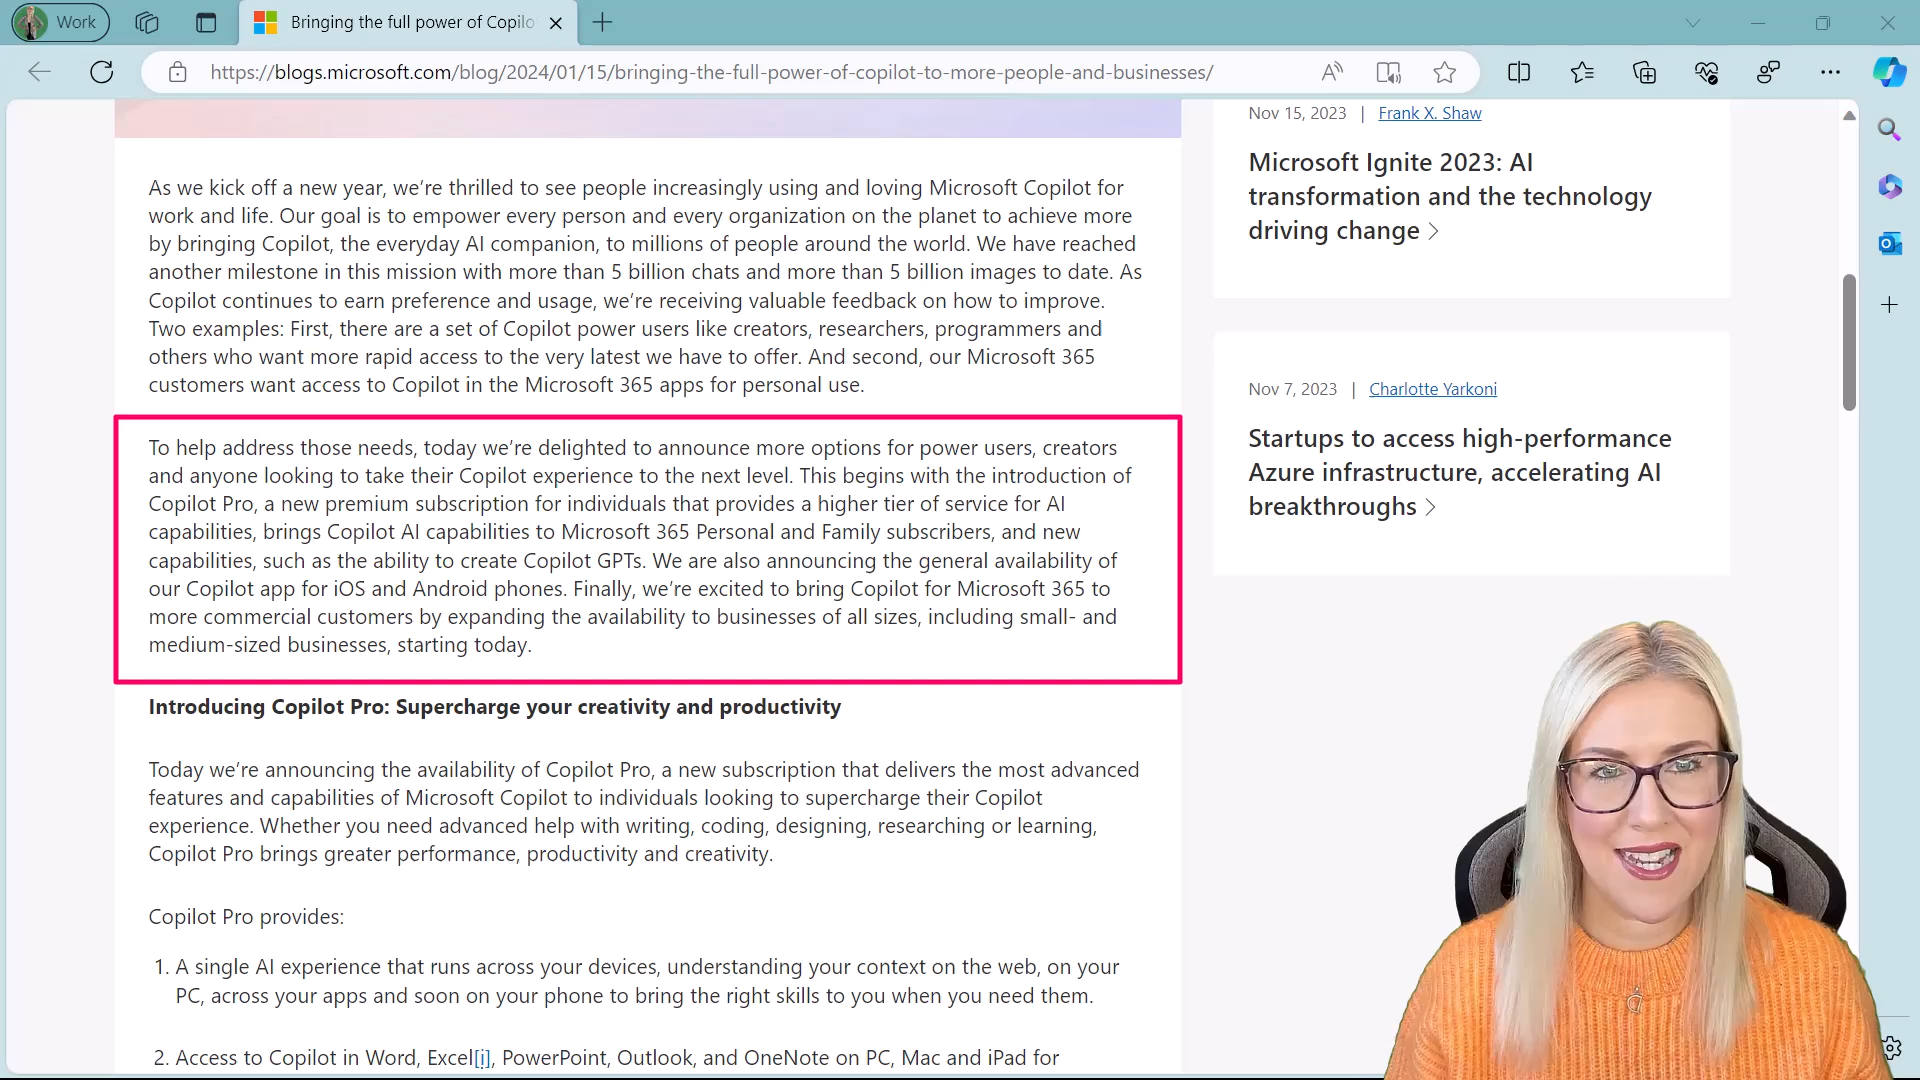 Work
Bringing the full power of Copilo
https://blogs.microsoft.com/blog/2024/01/15/bringing-the-full-power-of-copilot-to-more-people-and-businesses/
As we kick off a new year, we're thrilled to see people increasingly using and loving Microsoft Copilot for
work and life. Our goal is to empower every person and every organization on the planet to achieve more
by bringing Copilot, the everyday AI companion, to millions of people around the world. We have reached
another milestone in this mission with more than 5 billion chats and more than 5 billion images to date. As
Copilot continues to earn preference and usage, we're receiving valuable feedback on how to improve.
Two examples: First, there are a set of Copilot power users like creators, researchers, programmers and
others who want more rapid access to the very latest we have to offer. And second, our Microsoft 365
customers want access to Copilot in the Microsoft 365 apps for personal use.
To help address those needs, today we're delighted to announce more options for power users, creators
and anyone looking to take their Copilot experience to the next level. This begins with the introduction of
Copilot Pro, a new premium subscription for individuals that provides a higher tier of service for AI
capabilities, brings Copilot AI capabilities to Microsoft 365 Personal and Family subscribers, and new
capabilities, such as the ability to create Copilot GPTs. We are also announcing the general availability of
our Copilot app for iOS and Android phones. Finally, we're excited to bring Copilot for Microsoft 365 to
more commercial customers by expanding the availability to businesses of all sizes, including small- and
medium-sized businesses, starting today.
Introducing Copilot Pro: Supercharge your creativity and productivity
Today we're announcing the availability of Copilot Pro, a new subscription that delivers the most advanced
features and capabilities of Microsoft Copilot to individuals looking to supercharge their Copilot
experience. Whether you need advanced help with writing, coding, designing, researching or learning,
Copilot Pro brings greater performance, productivity and creativity.
Copilot Pro provides:
1. A single AI experience that runs across your devices, understanding your context on the web, on your
PC, across your apps and soon on your phone to bring the right skills to you when you need them.
2. Access to Copilot in Word, Excel[i], PowerPoint, Outlook, and OneNote on PC, Mac and iPad for
Nov 15, 2023 | Frank X. Shaw
Microsoft Ignite 2023: AI
transformation and the technology
driving change >
Nov 7, 2023 | Charlotte Yarkoni
Startups to access high-performance
Azure infrastructure, accelerating AI
breakthroughs >